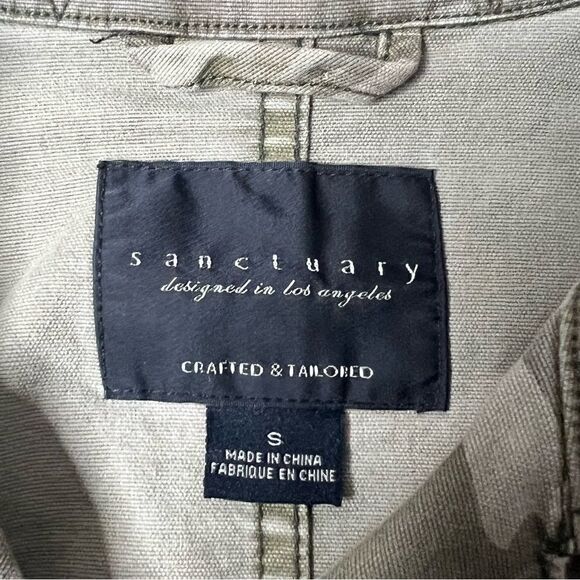 sanctuary
designed in los angeles
CRAFTED & TAILORED
S
MADE IN CHINA
FABRIQUE EN CHINE